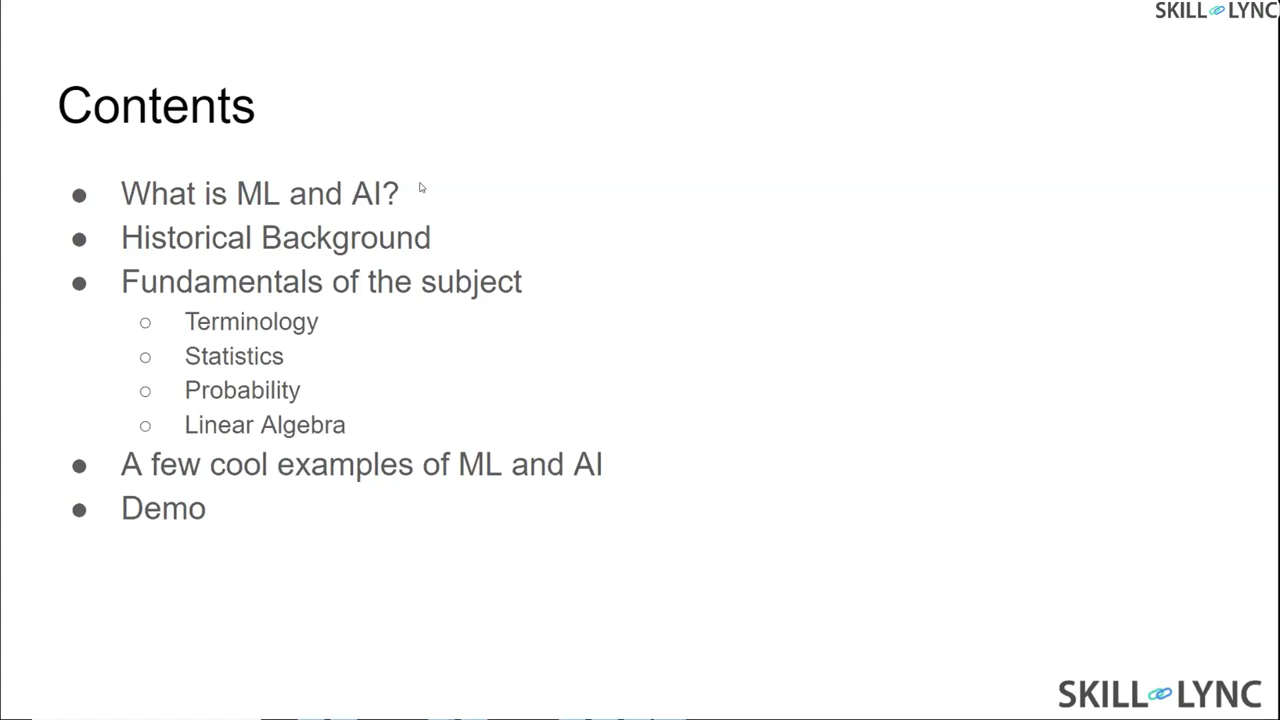 SKILL LYNC
Contents
● What is ML and AI?
● Historical Background
● Fundamentals of the subject
○ Terminology
○ Statistics
○ Probability
○ Linear Algebra
● A few cool examples of ML and AI
● Demo
SKILL LYNC